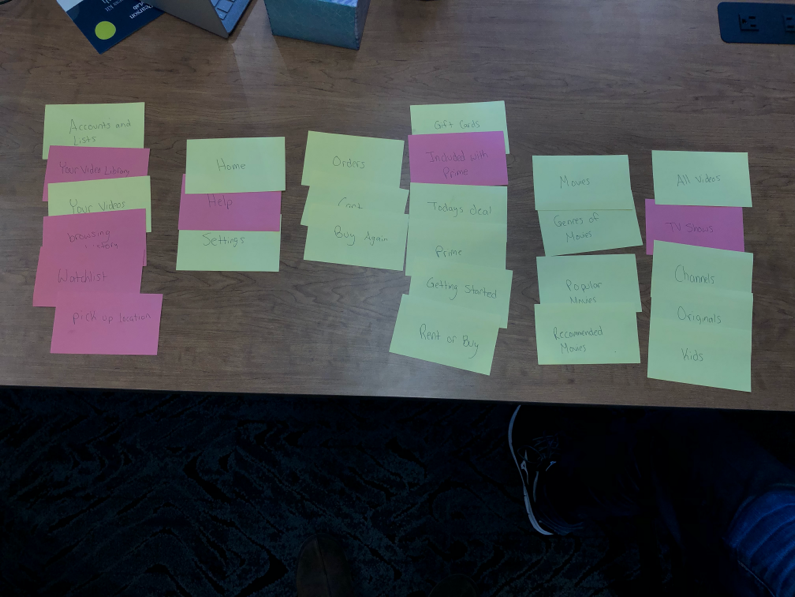 Accounts and
Lists
Your Video Library
Your Videos
browsing
Watchlist
Pick up location
Home
Help
Settings
Orders
Buy Again
Gift Cards
Included with
Prime
Todays deal
Prime
Getting Started
Rent or Buy
Movies
Genres of
Movies
Popular
Movies
Recommended
Movies
All Videos
TV Shows
Channels
Originals
Kids